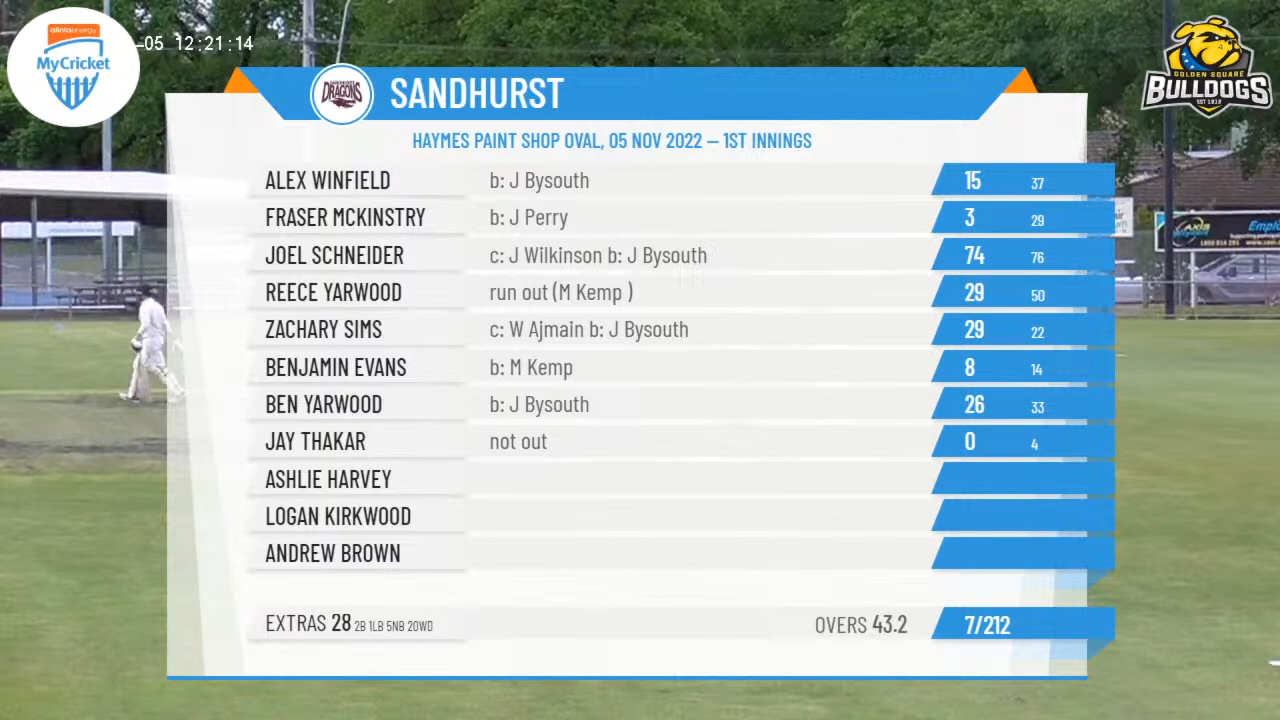 alintaenergy
MyCricket
-05 12:21:14
DRAGONS
SANDHURST
GOLDEN SQUARE
BULLDOGS
EST 1912
HAYMES PAINT SHOP OVAL, 05 NOV 2022 – 1ST INNINGS
ALEX WINFIELD b: J Bysouth 15 37
FRASER MCKINSTRY b: J Perry 3 29
JOEL SCHNEIDER c: J Wilkinson b: J Bysouth 74 76
REECE YARWOOD run out (M Kemp ) 29 50
ZACHARY SIMS c: W Ajmain b: J Bysouth 29 22
BENJAMIN EVANS b: M Kemp 8 14
BEN YARWOOD b: J Bysouth 26 33
JAY THAKAR not out 0 4
ASHLIE HARVEY
LOGAN KIRKWOOD
ANDREW BROWN
EXTRAS 28 2B 1LB 5NB 20WD OVERS 43.2 7/212